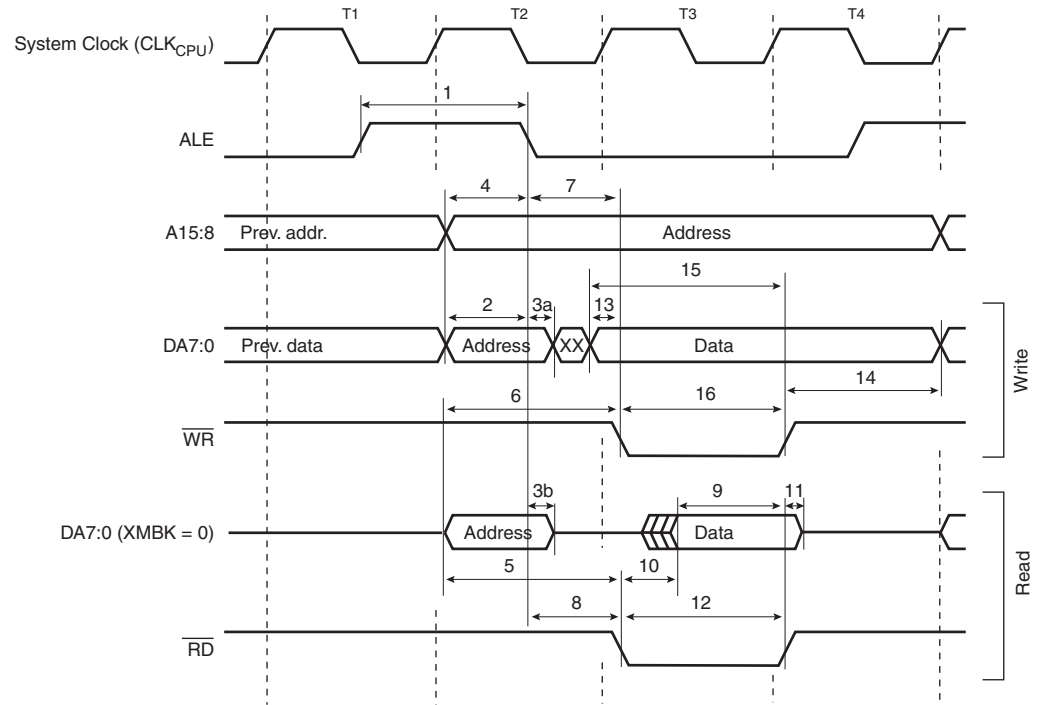 T1 T2 T3 T4
System Clock (CLKCPU)
1
ALE
4 7
A15:8 Prev. addr. Address
15
2 3a 13
DA7:0 Prev. data Address XX Data
14
Write
6 16
WR
3b 9 11
DA7:0 (XMBK = 0) Address Data
5 10
Read
8 12
RD